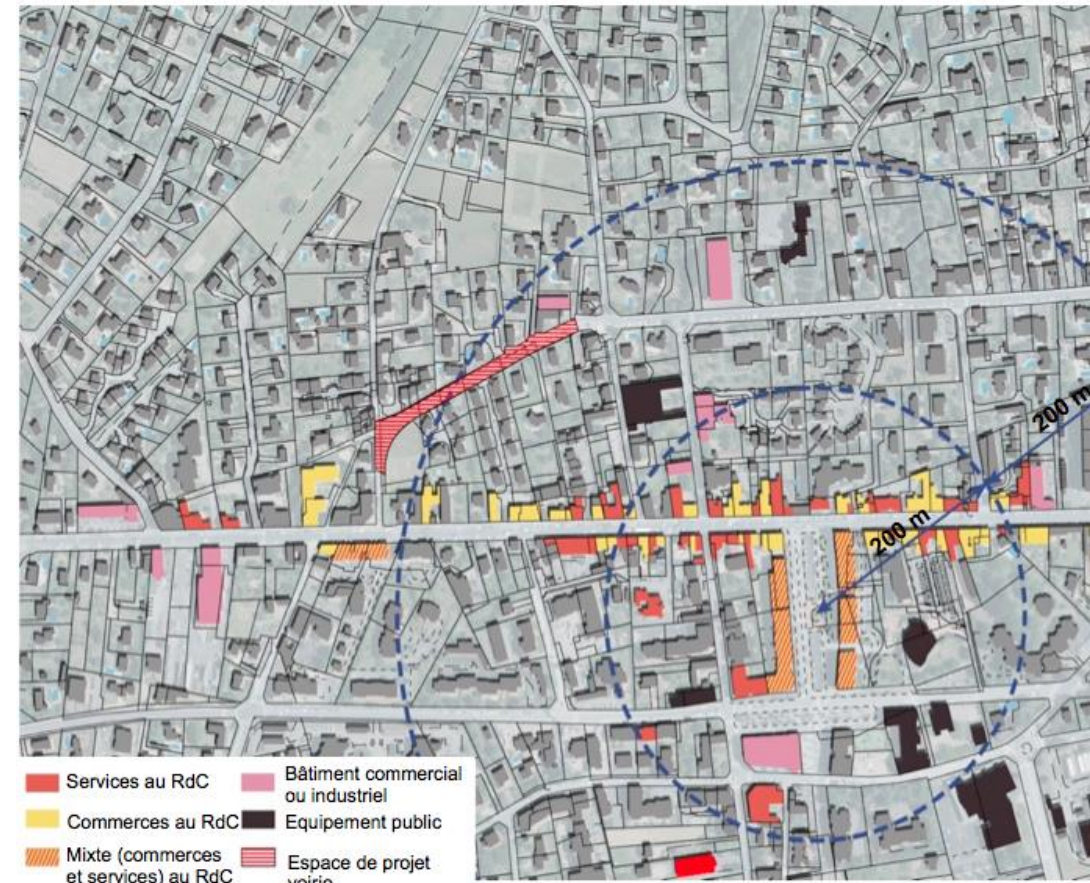 200 m
200 m
Services au RdC
Commerces au RdC
Mixte (commerces
et services) au RdC
Bâtiment commercial
ou industriel
Equipement public
Espace de projet
voirie